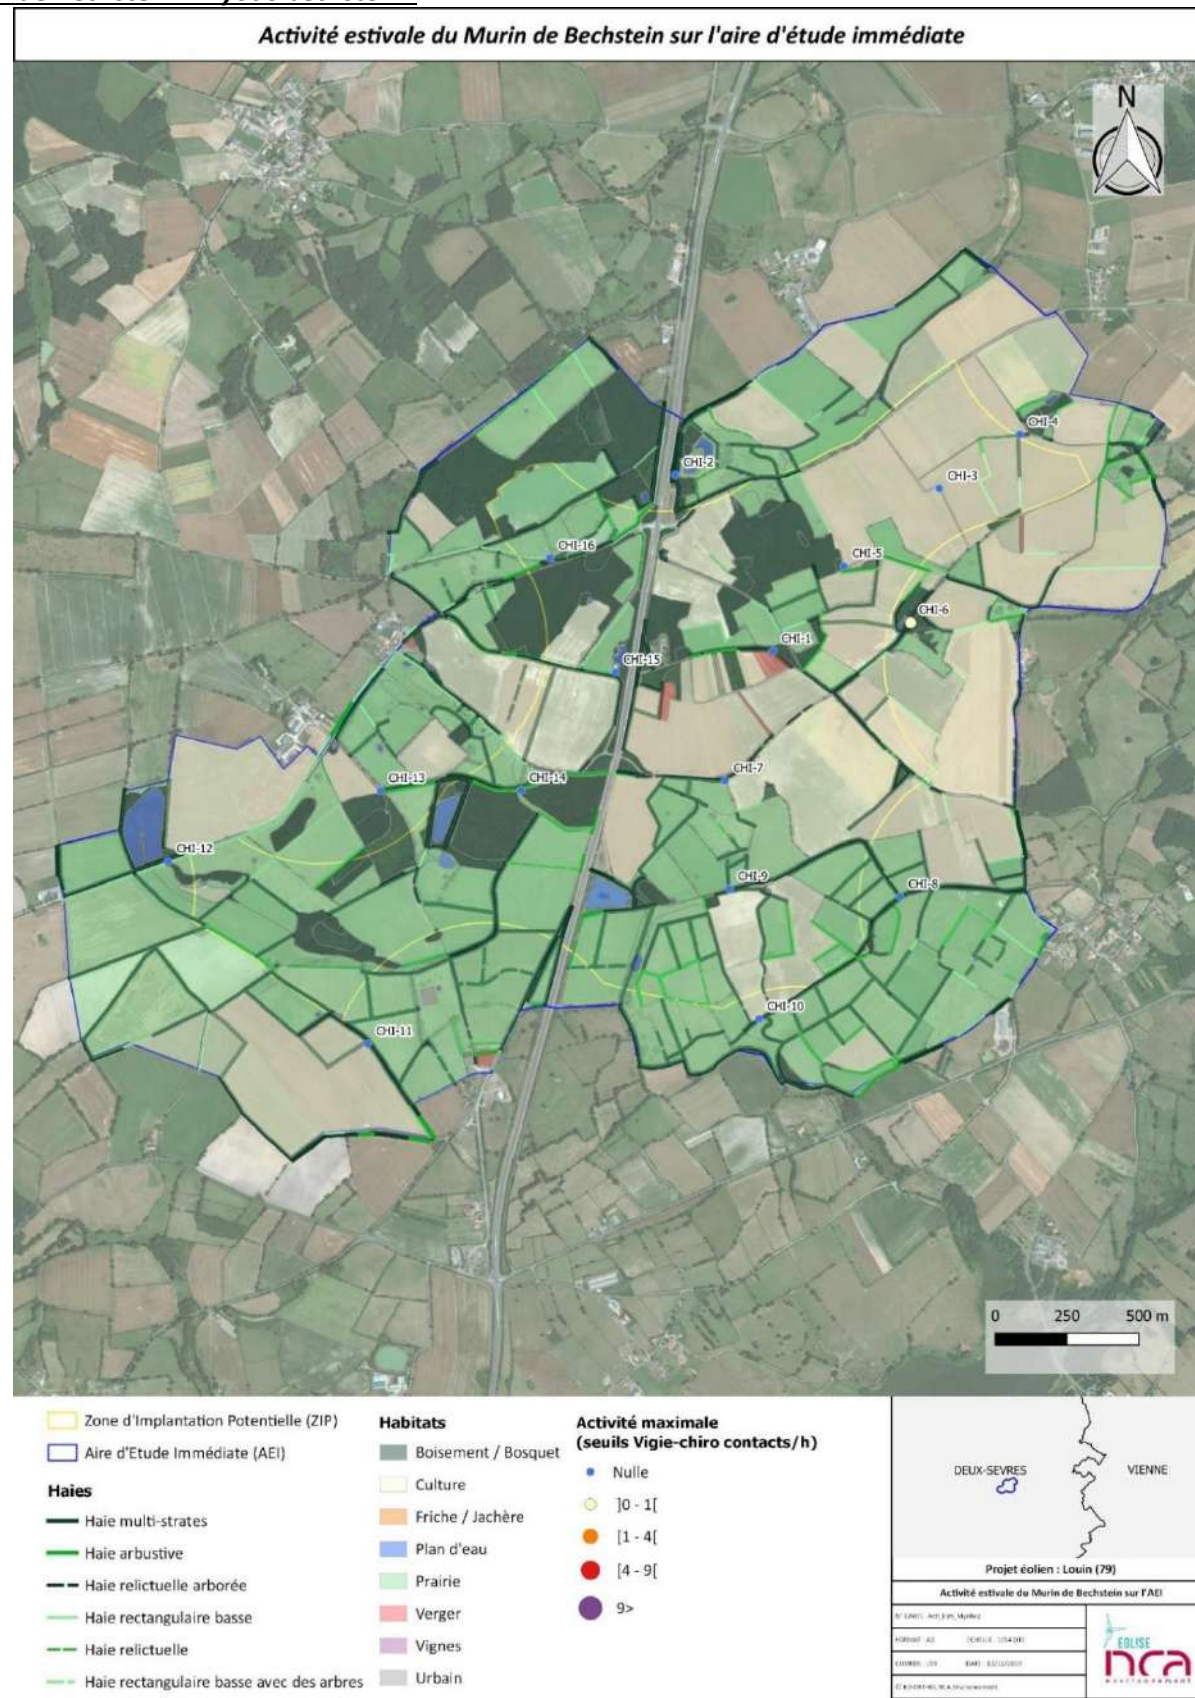 Activité estivale du Murin de Bechstein sur l'aire d'étude immédiate
N
CHI-4
CHI-2
CHI-3
CHI-16
CHI-5
CHI-6
CHI-1
CHI-15
CHI-7
CHI-13
CHI-14
CHI-12
CHI-9
CHI-8
CHI-10
CHI-11
0 250 500 m
Zone d'Implantation Potentielle (ZIP)
Aire d'Etude Immédiate (AEI)
Haies
Haie multi-strates
Haie arbustive
Haie relictuelle arborée
Haie rectangulaire basse
Haie relictuelle
Haie rectangulaire basse avec des arbres
Habitats
Boisement / Bosquet
Culture
Friche / Jachère
Plan d'eau
Prairie
Verger
Vignes
Urbain
Activité maximale
(seuils Vigie-chiro contacts/h)
Nulle
]0 - 1[
[1 - 4[
[4 - 9[
9>
DEUX-SEVRES
VIENNE
Projet éolien : Louin (79)
Activité estivale du Murin de Bechstein sur l'AEI
EOLISE
nca
environnement